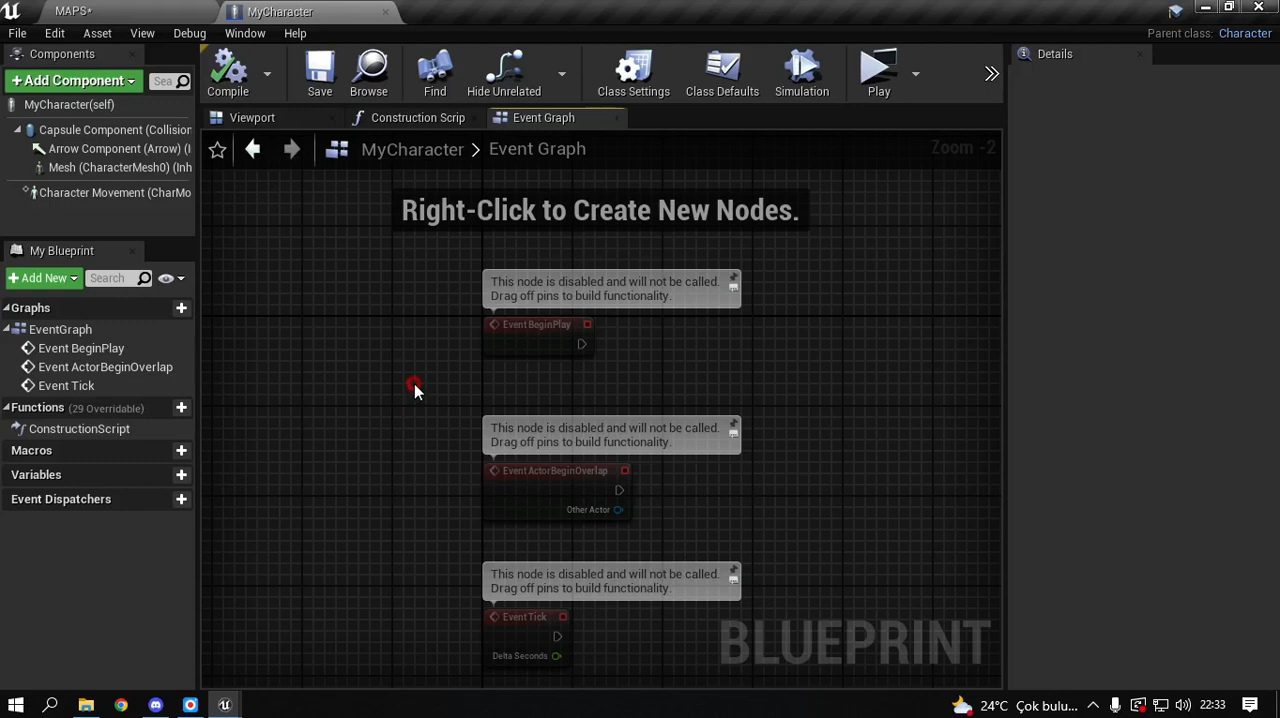 MAPS*
MyCharacter
File Edit Asset View Debug Window Help
Parent class: Character
Components
Add Component
Sea
MyCharacter(self)
Capsule Component (Collision
Arrow Component (Arrow) (Inh
Mesh (CharacterMesh0) (Inh
Character Movement (CharMo
Compile
Save
Browse
Find
Hide Unrelated
Class Settings
Class Defaults
Simulation
Play
Details
Viewport
Construction Scrip
Event Graph
MyCharacter > Event Graph
Zoom -2
Right-Click to Create New Nodes.
My Blueprint
Add New
Search
Graphs
EventGraph
Event BeginPlay
Event ActorBeginOverlap
Event Tick
Functions (29 Overridable)
ConstructionScript
Macros
Variables
Event Dispatchers
This node is disabled and will not be called.
Drag off pins to build functionality.
Event BeginPlay
This node is disabled and will not be called.
Drag off pins to build functionality.
Event ActorBeginOverlap
Other Actor
This node is disabled and will not be called.
Drag off pins to build functionality.
Event Tick
Delta Seconds
BLUEPRINT
24°C Çok bulu...
22:33